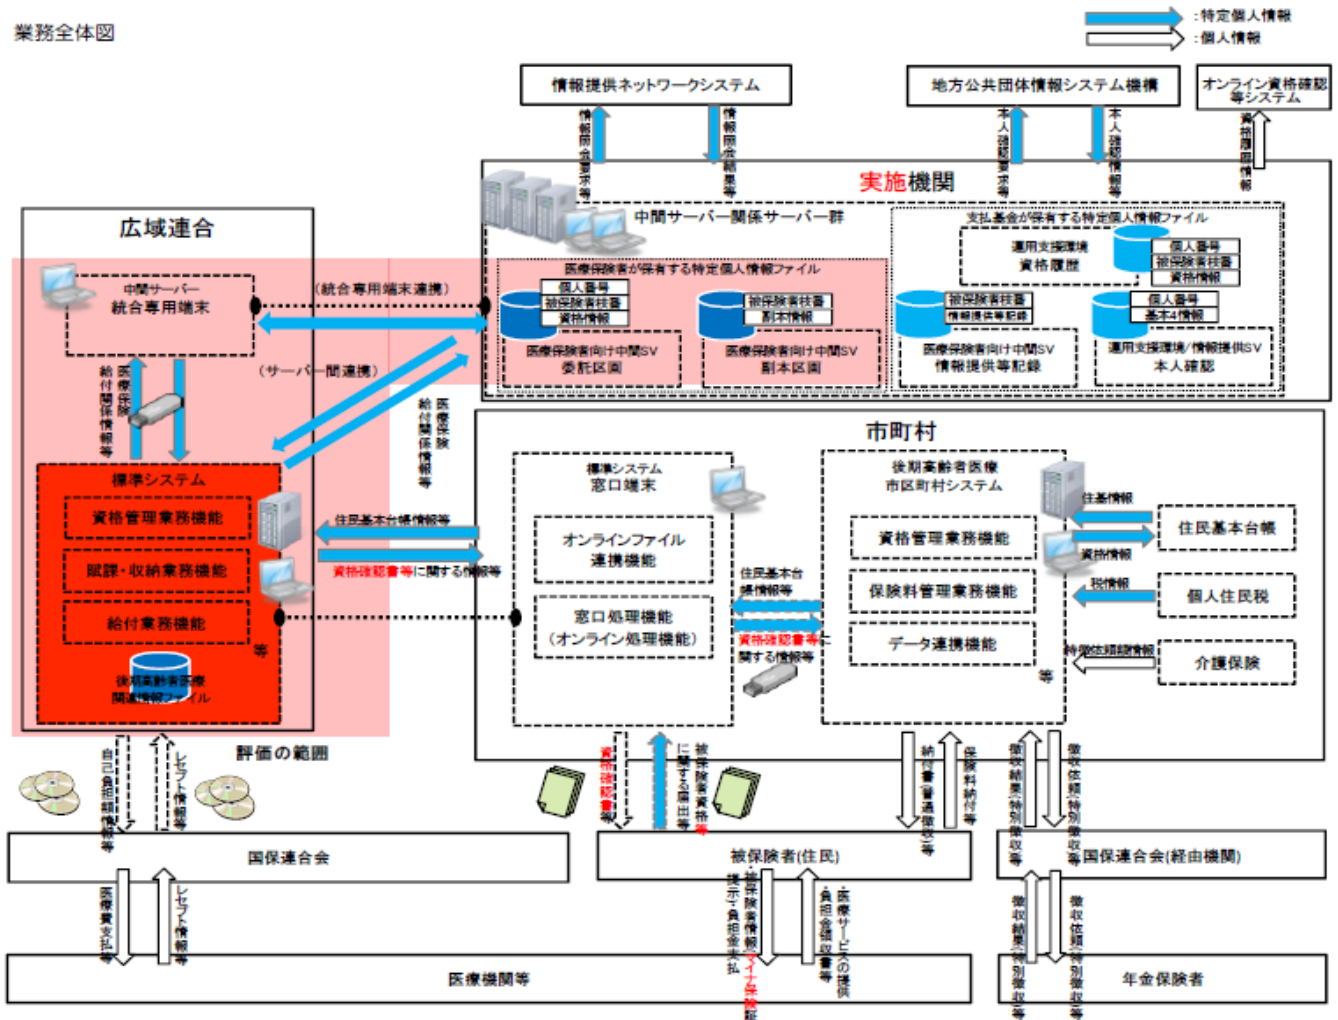 業務全体図
:特定個人情報
:個人情報
情報提供ネットワークシステム
地方公共団体情報システム機構
オンライン資格確認
等システム
情報照会要求等
情報照会結果等
本人確認要求等
本人確認情報等
資格履歴情報
実施機関
中間サーバー関係サーバー群
支払基金が保有する特定個人情報ファイル
運用支援環境
資格履歴
個人番号
被保険者枝番
資格情報
医療保険者が保有する特定個人情報ファイル
個人番号
被保険者枝番
資格情報
被保険者枝番
副本情報
被保険者枝番
情報提供等記録
個人番号
基本4情報
医療保険者向け中間SV
委託区画
医療保険者向け中間SV
副本区画
医療保険者向け中間SV
情報提供等記録
運用支援環境/情報提供SV
本人確認
広域連合
中間サーバー
統合専用端末
(統合専用端末連携)
(サーバー間連携)
医療保険
給付関係情報等
医療保険
給付関係情報等
標準システム
資格管理業務機能
賦課・収納業務機能
給付業務機能
等
後期高齢者医療
関連情報ファイル
評価の範囲
住民基本台帳情報等
資格確認書等に関する情報等
市町村
標準システム
窓口端末
オンラインファイル
連携機能
窓口処理機能
(オンライン処理機能)
住民基本台
帳情報等
資格確認書等に
関する情報等
後期高齢者医療
市区町村システム
資格管理業務機能
保険料管理業務機能
データ連携機能
等
住基情報
資格情報
税情報
特徴依頼額情報
住民基本台帳
個人住民税
介護保険
自己負担額情報等
レセプト情報等
資格確認書等
被保険者資格等
に関する届出等
納付書(普通徴収)等
保険料納付等
徴収結果(特別徴収)等
徴収依頼(特別徴収)等
国保連合会
被保険者(住民)
国保連合会(経由機関)
医療費支払等
レセプト情報等
・被保険者情報(マイナ保険証
提示)・負担金支払
・医療サービスの提供
・負担金領収書等
徴収結果(特別徴収)等
徴収依頼(特別徴収)等
医療機関等
年金保険者